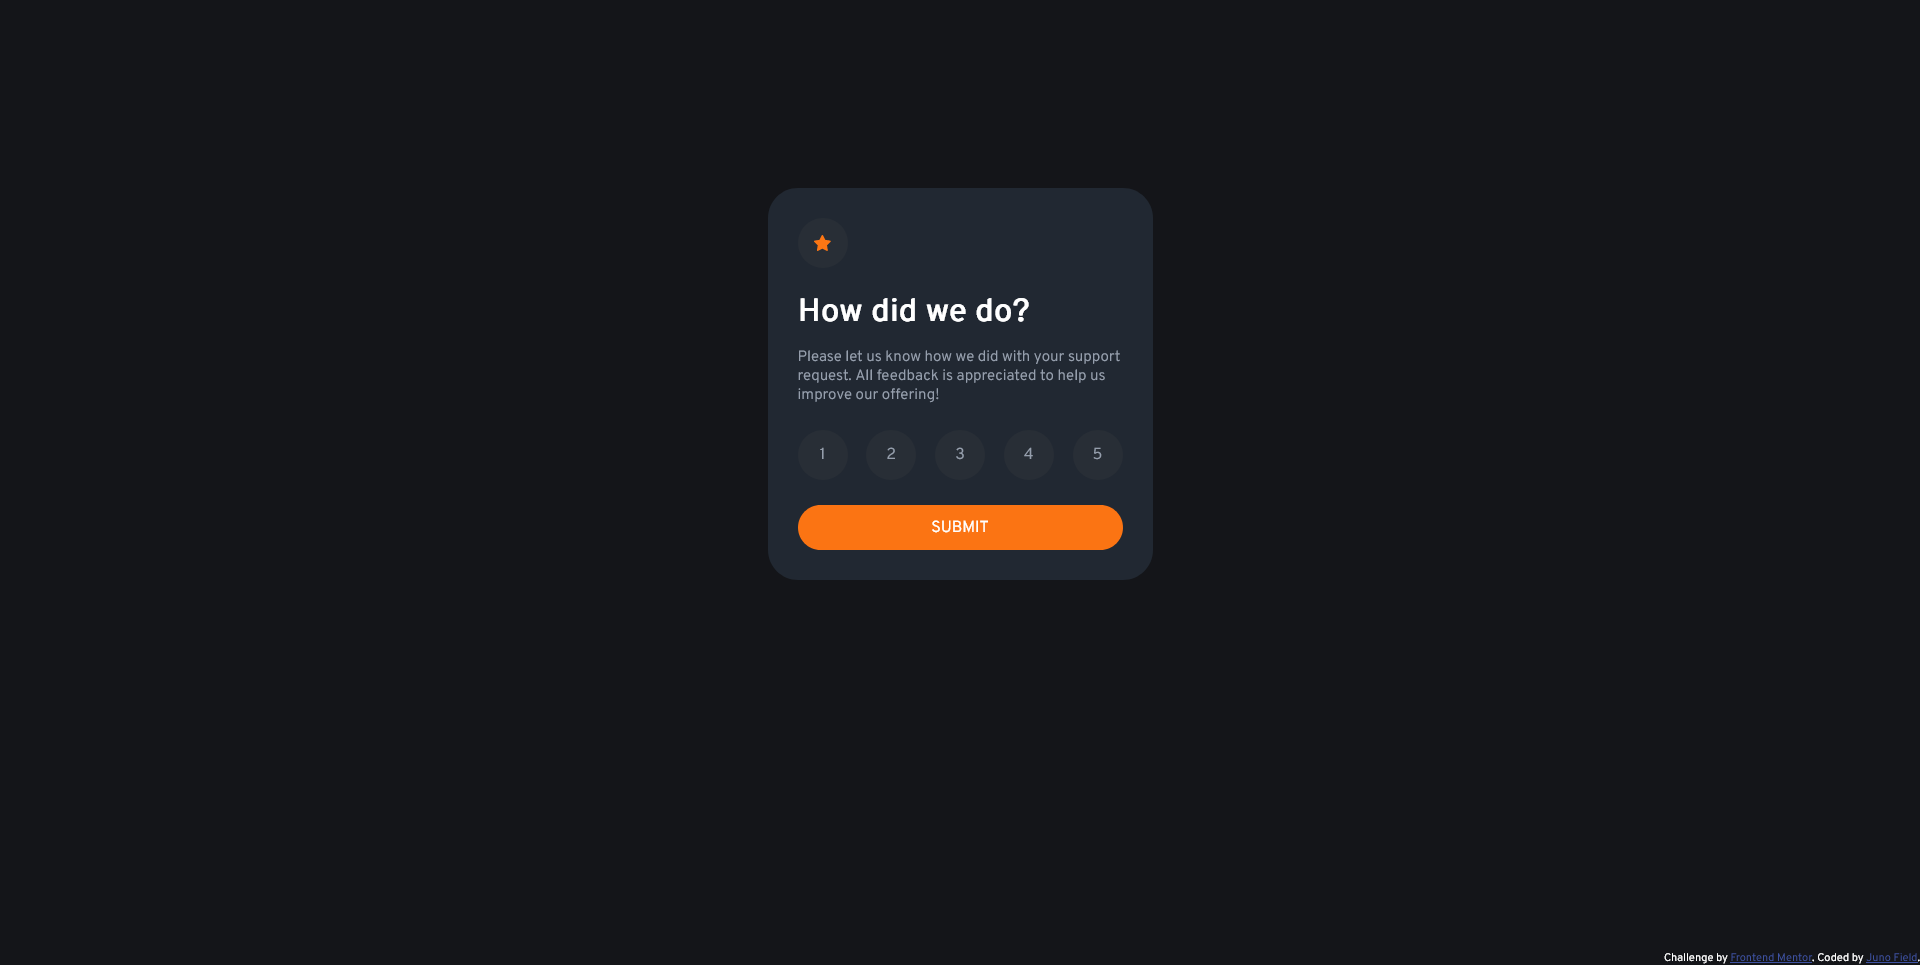 How did we do?
Please let us know how we did with your support
request. All feedback is appreciated to help us
improve our offering!
1 2 3 4 5
SUBMIT
Challenge by Frontend Mentor. Coded by Juno Field.